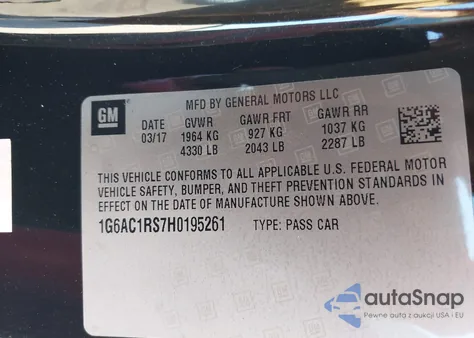 GM
MFD BY GENERAL MOTORS LLC
DATE GVWR GAWR FRT GAWR RR
03/17 1964 KG 927 KG 1037 KG
4330 LB 2043 LB 2287 LB
THIS VEHICLE CONFORMS TO ALL APPLICABLE U.S. FEDERAL MOTOR
VEHICLE SAFETY, BUMPER, AND THEFT PREVENTION STANDARDS IN
EFFECT ON THE DATE OF MANUFACTURE SHOWN ABOVE.
1G6AC1RS7H0195261 TYPE: PASS CAR
autaSnap
Pewne auta z aukcji USA i EU